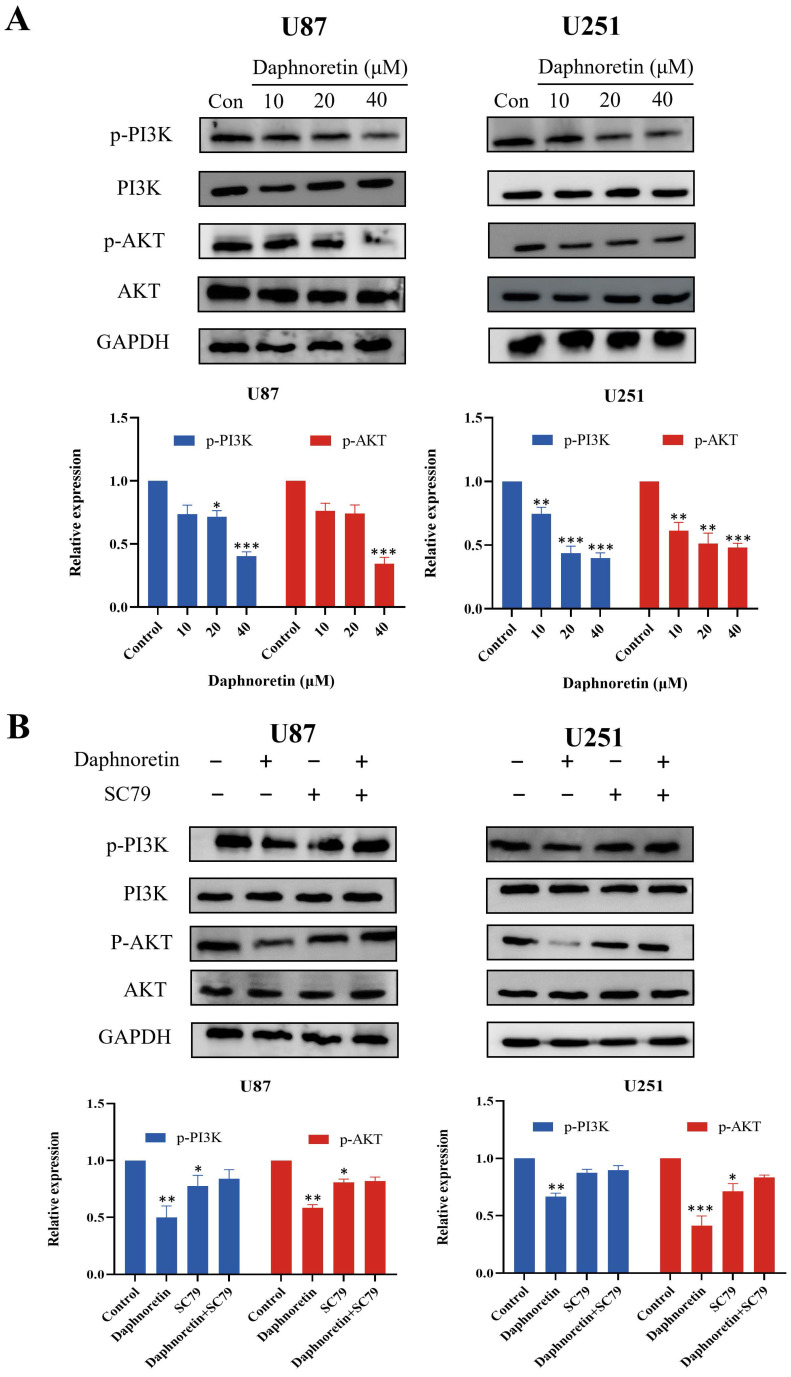 A
U87
U251
Daphnoretin (μM)
Daphnoretin (μM)
Con 10 20 40
Con 10 20 40
p-PI3K
PI3K
p-AKT
AKT
GAPDH
U87
U251
1.5
1.0
0.5
0.0
Relative expression
p-PI3K
p-AKT
*
***
***
Control 10 20 40 Control 10 20 40
Daphnoretin (μM)
1.5
1.0
0.5
0.0
Relative expression
p-PI3K
p-AKT
**
***
***
**
**
***
Control 10 20 40 Control 10 20 40
Daphnoretin (μM)
B
U87
U251
Daphnoretin − + − + − + − +
SC79 − − + + − − + +
p-PI3K
PI3K
P-AKT
AKT
GAPDH
U87
U251
1.5
1.0
0.5
0.0
Relative expression
p-PI3K
p-AKT
**
*
**
*
Control Daphnoretin SC79 Daphnoretin+SC79 Control Daphnoretin SC79 Daphnoretin+SC79
1.5
1.0
0.5
0.0
Relative expression
p-PI3K
p-AKT
**
***
*
Control Daphnoretin SC79 Daphnoretin+SC79 Control Daphnoretin SC79 Daphnoretin+SC79